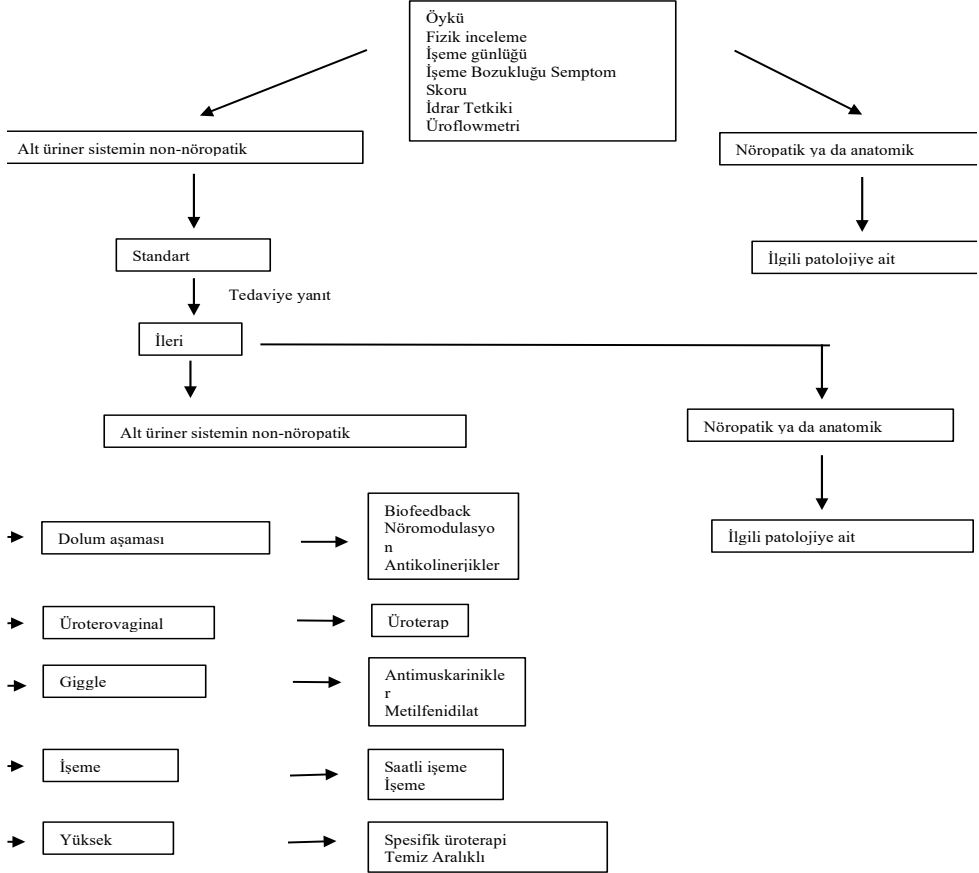 Öykü
Fizik inceleme
İşeme günlüğü
İşeme Bozukluğu Semptom
Skoru
İdrar Tetkiki
Üroflowmetri
Alt üriner sistemin non-nöropatik
Nöropatik ya da anatomik
Standart
İlgili patolojiye ait
Tedaviye yanıt
İleri
Alt üriner sistemin non-nöropatik
Nöropatik ya da anatomik
Dolum aşaması
Biofeedback
Nöromodulasyo
n
Antikolinerjikler
İlgili patolojiye ait
Üroterovaginal
Üroterap
Giggle
Antimuskarinikle
r
Metilfenidilat
İşeme
Saatli işeme
İşeme
Yüksek
Spesifik üroterapi
Temiz Aralıklı